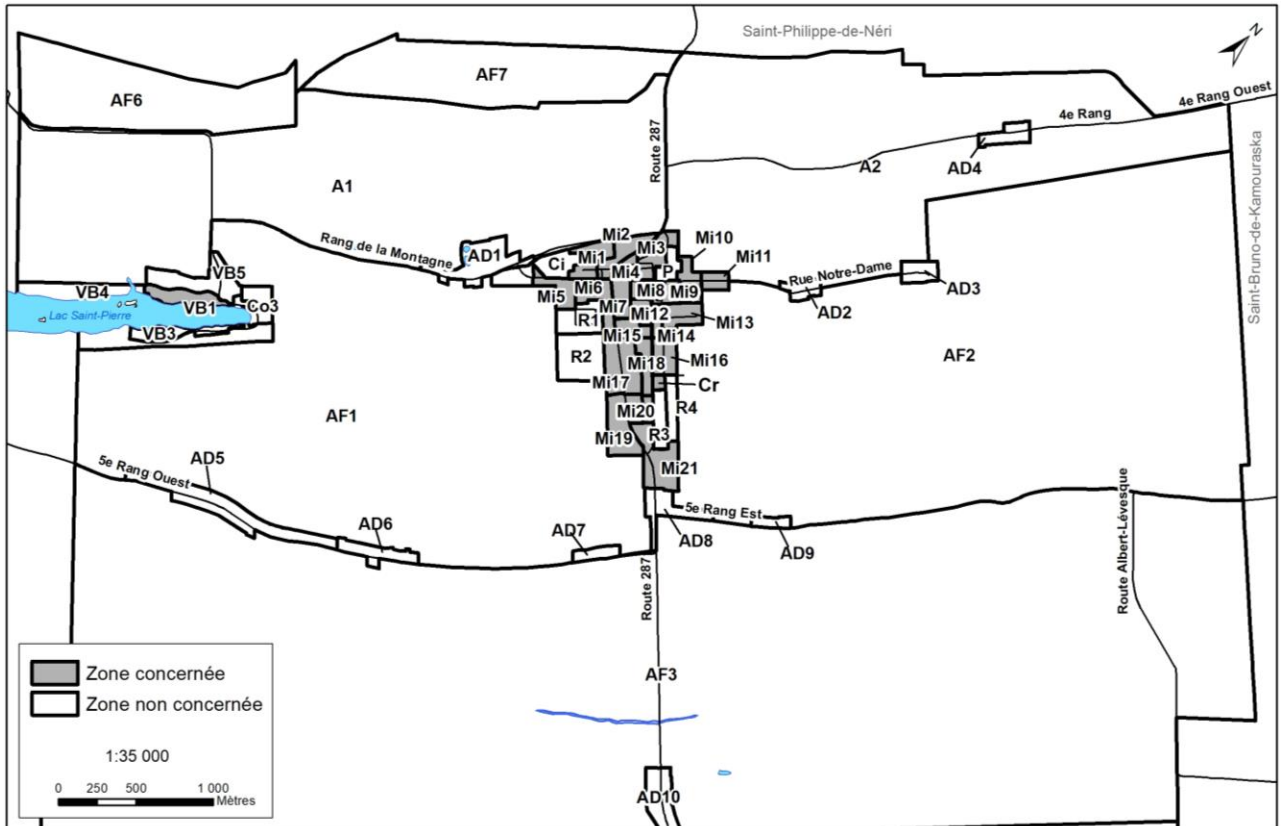 Saint-Philippe-de-Néri
N
AF6
AF7
4e Rang Ouest
4e Rang
Route 287
A2
AD4
A1
Saint-Bruno-de-Kamouraska
Rang de la Montagne
AD1
Mi2
Mi3
Mi10
Mi11
Ci
Mi1
Mi4
P
Rue Notre-Dame
AD3
AD2
VB5
VB4
VB1
Co3
Lac Saint-Pierre
VB3
Mi5
Mi6
Mi8
Mi9
Mi7
R1
Mi12
Mi13
Mi15
Mi14
R2
Mi18
Mi16
Mi17
Cr
AF2
AF1
Mi20
R4
Mi19
R3
Mi21
AD5
5e Rang Ouest
AD6
AD7
5e Rang Est
AD8
AD9
Route 287
Route Albert-Lévesque
AF3
AD10
Zone concernée
Zone non concernée
1:35 000
0 250 500 1 000
Mètres